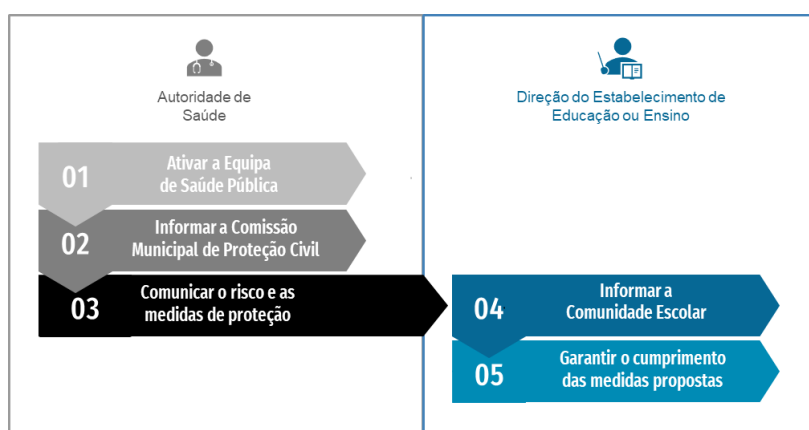 Autoridade de
Saúde
Direção do Estabelecimento de
Educação ou Ensino
01
Ativar a Equipa
de Saúde Pública
02
Informar a Comissão
Municipal de Proteção Civil
03
Comunicar o risco e as
medidas de proteção
04
Informar a
Comunidade Escolar
05
Garantir o cumprimento
das medidas propostas